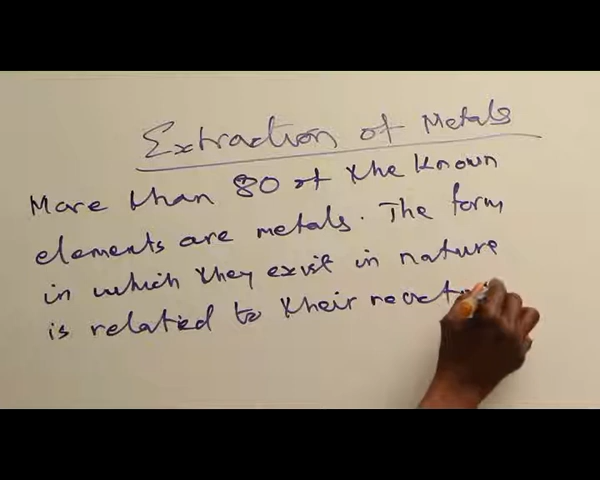 Extraction of Metals
More than 80 of the known
elements are metals. The form
in which they exist in nature
is related to their